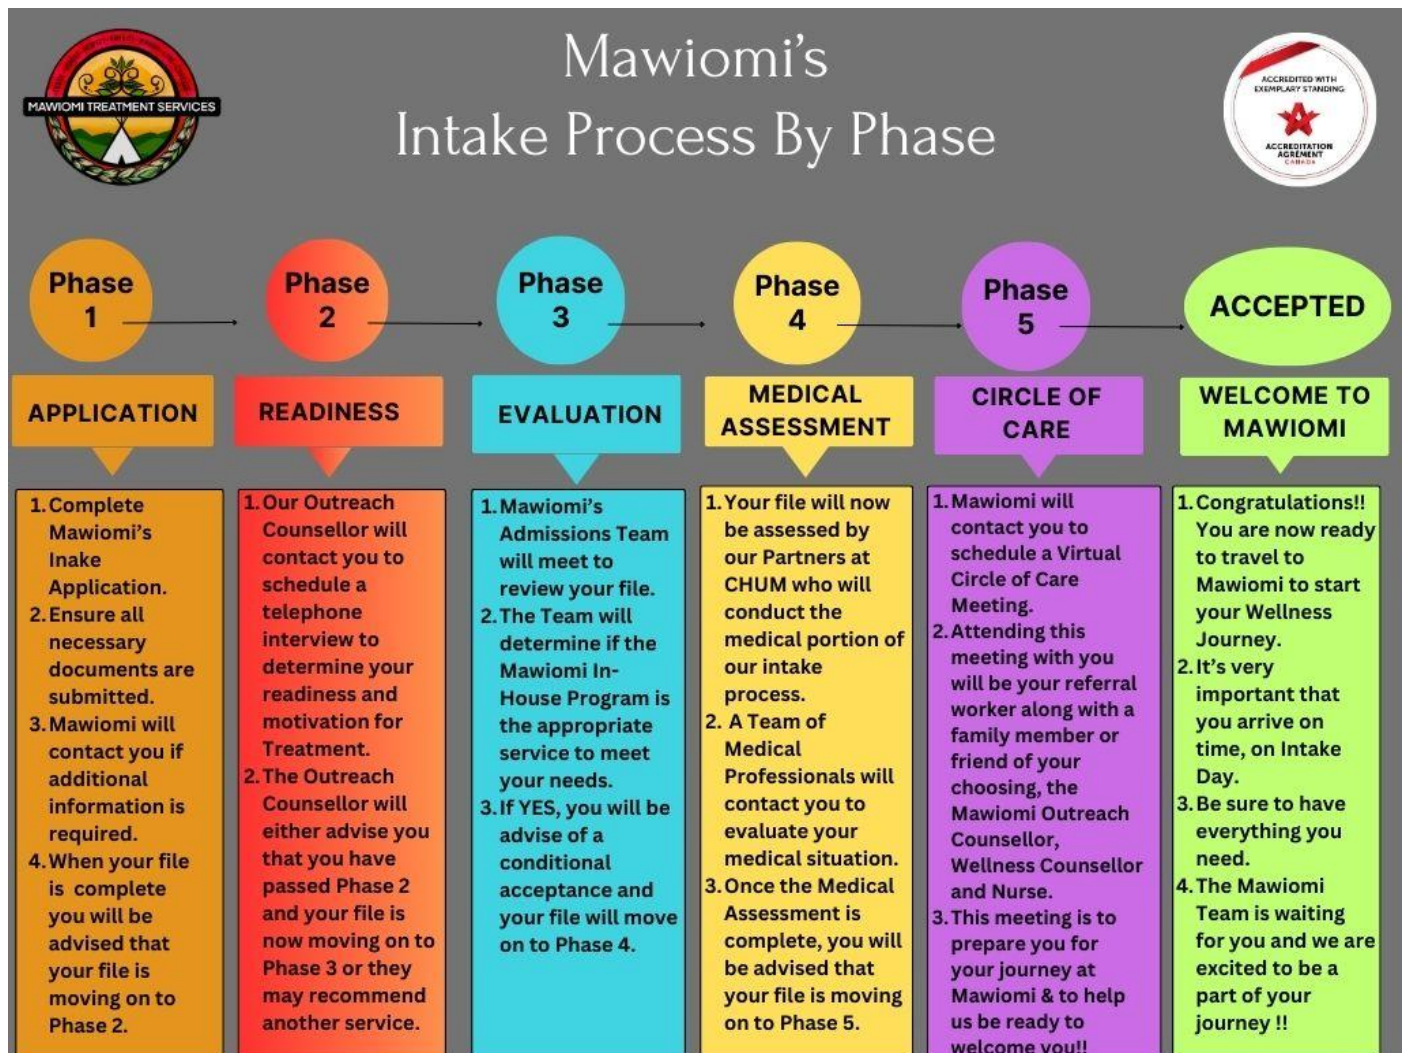 MAWIOMI TREATMENT SERVICES
Mawiomi's
Intake Process By Phase
ACCREDITED WITH
EXEMPLARY STANDING
ACCREDITATION
AGRÉMENT
CANADA
Phase
1
Phase
2
Phase
3
Phase
4
Phase
5
ACCEPTED
APPLICATION
READINESS
EVALUATION
MEDICAL
ASSESSMENT
CIRCLE OF
CARE
WELCOME TO
MAWIOMI
1. Complete
Mawiomi's
Inake
Application.
2. Ensure all
necessary
documents are
submitted.
3. Mawiomi will
contact you if
additional
information is
required.
4. When your file
is complete
you will be
advised that
your file is
moving on to
Phase 2.
1. Our Outreach
Counsellor will
contact you to
schedule a
telephone
interview to
determine your
readiness and
motivation for
Treatment.
2. The Outreach
Counsellor will
either advise you
that you have
passed Phase 2
and your file is
now moving on to
Phase 3 or they
may recommend
another service.
1. Mawiomi's
Admissions Team
will meet to
review your file.
2. The Team will
determine if the
Mawiomi In-
House Program is
the appropriate
service to meet
your needs.
3. If YES, you will be
advise of a
conditional
acceptance and
your file will move
on to Phase 4.
1. Your file will now
be assessed by
our Partners at
CHUM who will
conduct the
medical portion of
our intake
process.
2. A Team of
Medical
Professionals will
contact you to
evaluate your
medical situation.
3. Once the Medical
Assessment is
complete, you will
be advised that
your file is moving
on to Phase 5.
1. Mawiomi will
contact you to
schedule a Virtual
Circle of Care
Meeting.
2. Attending this
meeting with you
will be your referral
worker along with a
family member or
friend of your
choosing, the
Mawiomi Outreach
Counsellor,
Wellness Counsellor
and Nurse.
3. This meeting is to
prepare you for
your journey at
Mawiomi & to help
us be ready to
welcome you!!
1. Congratulations!!
You are now ready
to travel to
Mawiomi to start
your Wellness
Journey.
2. It's very
important that
you arrive on
time, on Intake
Day.
3. Be sure to have
everything you
need.
4. The Mawiomi
Team is waiting
for you and we are
excited to be a
part of your
journey !!